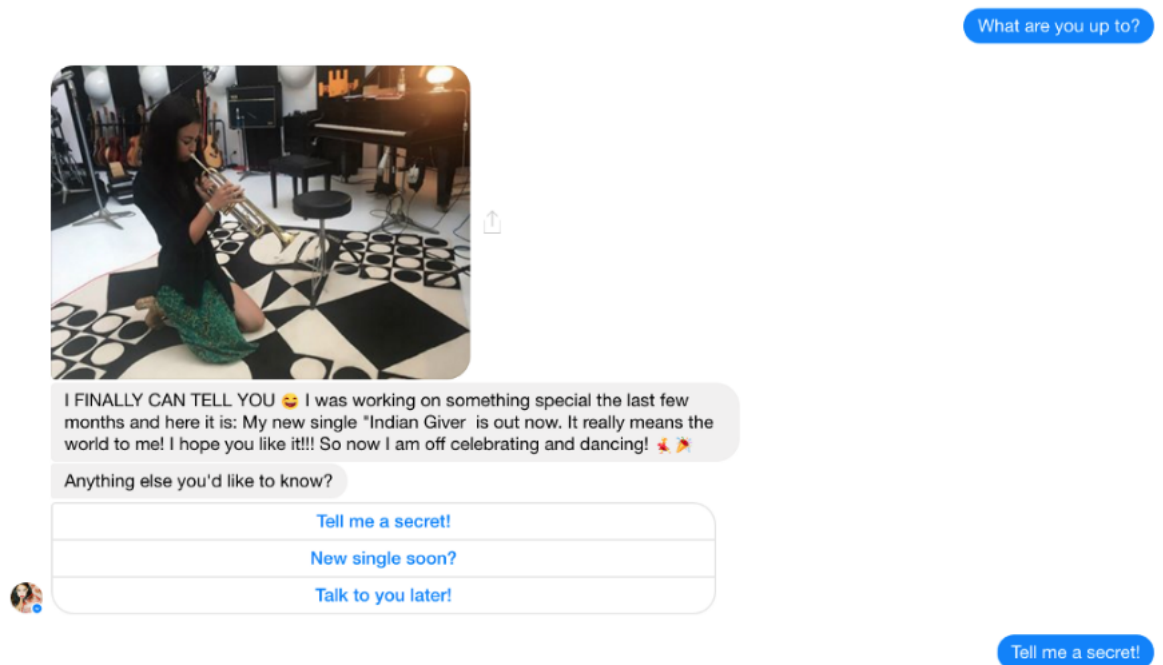 What are you up to?
I FINALLY CAN TELL YOU 😄 I was working on something special the last few
months and here it is: My new single "Indian Giver  is out now. It really means the
world to me! I hope you like it!!! So now I am off celebrating and dancing! 💃 🎉
Anything else you'd like to know?
Tell me a secret!
New single soon?
Talk to you later!
Tell me a secret!